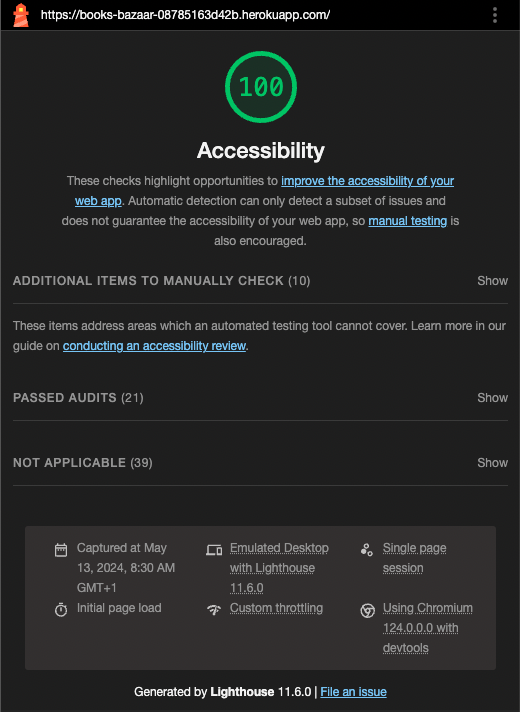 https://books-bazaar-08785163d42b.herokuapp.com/
100
Accessibility
These checks highlight opportunities to improve the accessibility of your
web app. Automatic detection can only detect a subset of issues and
does not guarantee the accessibility of your web app, so manual testing is
also encouraged.
ADDITIONAL ITEMS TO MANUALLY CHECK (10) Show
These items address areas which an automated testing tool cannot cover. Learn more in our
guide on conducting an accessibility review.
PASSED AUDITS (21) Show
NOT APPLICABLE (39) Show
Captured at May
13, 2024, 8:30 AM
GMT+1
Emulated Desktop
with Lighthouse
11.6.0
Single page
session
Initial page load
Custom throttling
Using Chromium
124.0.0.0 with
devtools
Generated by Lighthouse 11.6.0 | File an issue